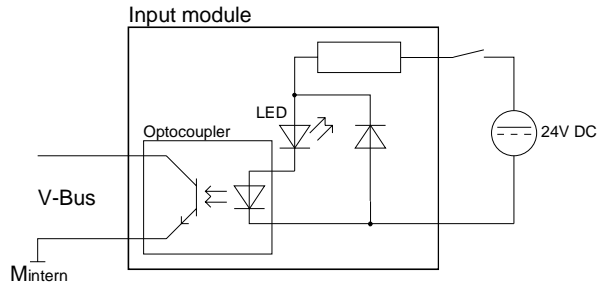 Input module
LED
Optocoupler
24V DC
V-Bus
Mintern